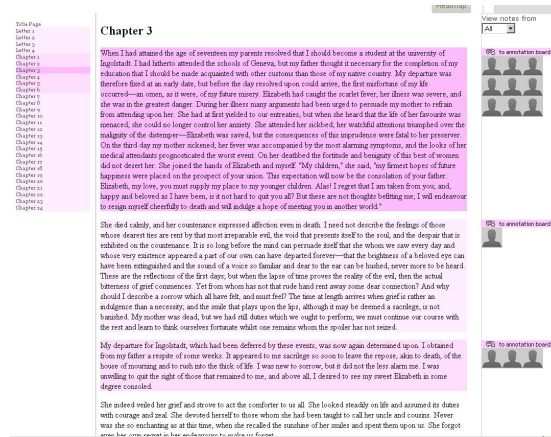 Heatmap
View notes from
All
Title Page
Letter 1
Letter 2
Letter 3
Letter 4
Chapter 1
Chapter 2
Chapter 3
Chapter 4
Chapter 5
Chapter 6
Chapter 7
Chapter 8
Chapter 9
Chapter 10
Chapter 11
Chapter 12
Chapter 13
Chapter 14
Chapter 15
Chapter 16
Chapter 17
Chapter 18
Chapter 19
Chapter 20
Chapter 21
Chapter 22
Chapter 23
Chapter 24
Chapter 3
When I had attained the age of seventeen my parents resolved that I should become a student at the university of
Ingolstadt. I had hitherto attended the schools of Geneva, but my father thought it necessary for the completion of my
education that I should be made acquainted with other customs than those of my native country. My departure was
therefore fixed at an early date, but before the day resolved upon could arrive, the first misfortune of my life
occurred—an omen, as it were, of my future misery. Elizabeth had caught the scarlet fever; her illness was severe, and
she was in the greatest danger. During her illness many arguments had been urged to persuade my mother to refrain
from attending upon her. She had at first yielded to our entreaties, but when she heard that the life of her favourite was
menaced, she could no longer control her anxiety. She attended her sickbed; her watchful attentions triumphed over the
malignity of the distemper—Elizabeth was saved, but the consequences of this imprudence were fatal to her preserver.
On the third day my mother sickened; her fever was accompanied by the most alarming symptoms, and the looks of her
medical attendants prognosticated the worst event. On her deathbed the fortitude and benignity of this best of women
did not desert her. She joined the hands of Elizabeth and myself. "My children," she said, "my firmest hopes of future
happiness were placed on the prospect of your union. This expectation will now be the consolation of your father.
Elizabeth, my love, you must supply my place to my younger children. Alas! I regret that I am taken from you; and,
happy and beloved as I have been, is it not hard to quit you all? But these are not thoughts befitting me; I will endeavour
to resign myself cheerfully to death and will indulge a hope of meeting you in another world."
to annotation board
She died calmly, and her countenance expressed affection even in death. I need not describe the feelings of those
whose dearest ties are rent by that most irreparable evil, the void that presents itself to the soul, and the despair that is
exhibited on the countenance. It is so long before the mind can persuade itself that she whom we saw every day and
whose very existence appeared a part of our own can have departed forever—that the brightness of a beloved eye can
have been extinguished and the sound of a voice so familiar and dear to the ear can be hushed, never more to be heard.
These are the reflections of the first days; but when the lapse of time proves the reality of the evil, then the actual
bitterness of grief commences. Yet from whom has not that rude hand rent away some dear connection? And why
should I describe a sorrow which all have felt, and must feel? The time at length arrives when grief is rather an
indulgence than a necessity; and the smile that plays upon the lips, although it may be deemed a sacrilege, is not
banished. My mother was dead, but we had still duties which we ought to perform; we must continue our course with
the rest and learn to think ourselves fortunate whilst one remains whom the spoiler has not seized.
to annotation board
My departure for Ingolstadt, which had been deferred by these events, was now again determined upon. I obtained
from my father a respite of some weeks. It appeared to me sacrilege so soon to leave the repose, akin to death, of the
house of mourning and to rush into the thick of life. I was new to sorrow, but it did not the less alarm me. I was
unwilling to quit the sight of those that remained to me, and above all, I desired to see my sweet Elizabeth in some
degree consoled.
to annotation board
She indeed veiled her grief and strove to act the comforter to us all. She looked steadily on life and assumed its duties
with courage and zeal. She devoted herself to those whom she had been taught to call her uncle and cousins. Never
was she so enchanting as at this time, when she recalled the sunshine of her smiles and spent them upon us. She forgot
even her own regret in her endeavours to make us forget.